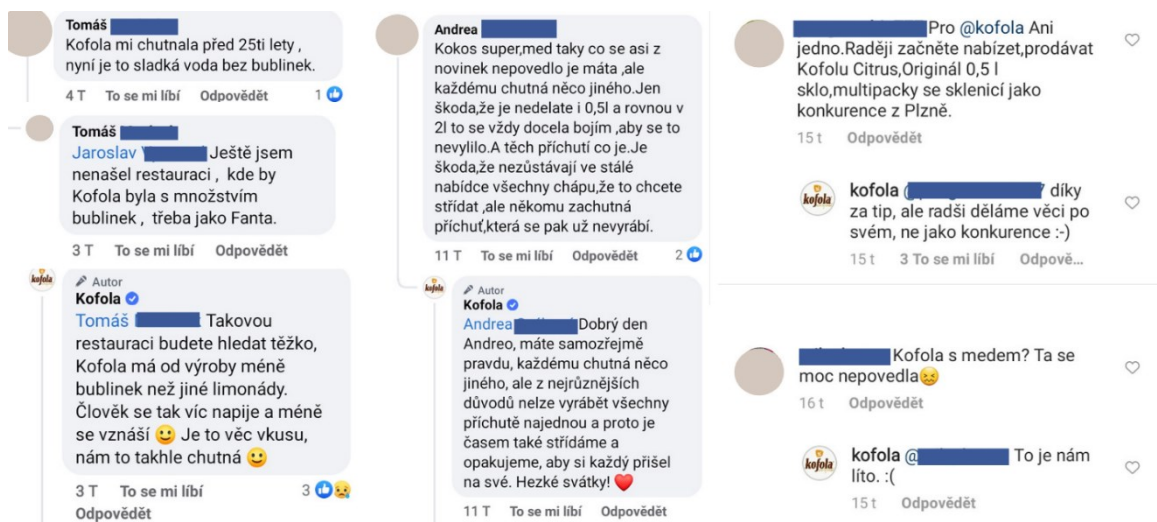 Tomáš
Kofola mi chutnala před 25ti lety ,
nyní je to sladká voda bez bublinek.
4 T To se mi líbí Odpovědět 1
Tomáš
Jaroslav Ještě jsem
nenašel restauraci , kde by
Kofola byla s množstvím
bublinek , třeba jako Fanta.
3 T To se mi líbí Odpovědět
kofola
Autor
Kofola
Tomáš Takovou
restauraci budete hledat těžko,
Kofola má od výroby méně
bublinek než jiné limonády.
Člověk se tak víc napije a méně
se vznáší 🙂 Je to věc vkusu,
nám to takhle chutná 🙂
3 T To se mi líbí 3
Odpovědět
Andrea
Kokos super,med taky co se asi z
novinek nepovedlo je máta ,ale
každému chutná něco jiného.Jen
škoda,že je nedelate i 0,5l a rovnou v
2l to se vždy docela bojím ,aby se to
nevylilo.A těch příchutí co je.Je
škoda,že nezůstávají ve stálé
nabídce všechny chápu,že to chcete
střídat ,ale někomu zachutná
příchuť,která se pak už nevyrábí.
11 T To se mi líbí Odpovědět 2
kofola
Autor
Kofola
Andrea Dobrý den
Andreo, máte samozřejmě
pravdu, každému chutná něco
jiného, ale z nejrůznějších
důvodů nelze vyrábět všechny
příchutě najednou a proto je
časem také střídáme a
opakujeme, aby si každý přišel
na své. Hezké svátky! ❤️
11 T To se mi líbí Odpovědět
Pro @kofola Ani
jedno.Raději začněte nabízet,prodávat
Kofolu Citrus,Originál 0,5 l
sklo,multipacky se sklenicí jako
konkurence z Plzně.
15 t Odpovědět
kofola
kofola @ díky
za tip, ale radši děláme věci po
svém, ne jako konkurence :-)
15 t 3 To se mi líbí Odpově...
Kofola s medem? Ta se
moc nepovedla😖
16 t Odpovědět
kofola
kofola @ To je nám
líto. :(
15 t Odpovědět